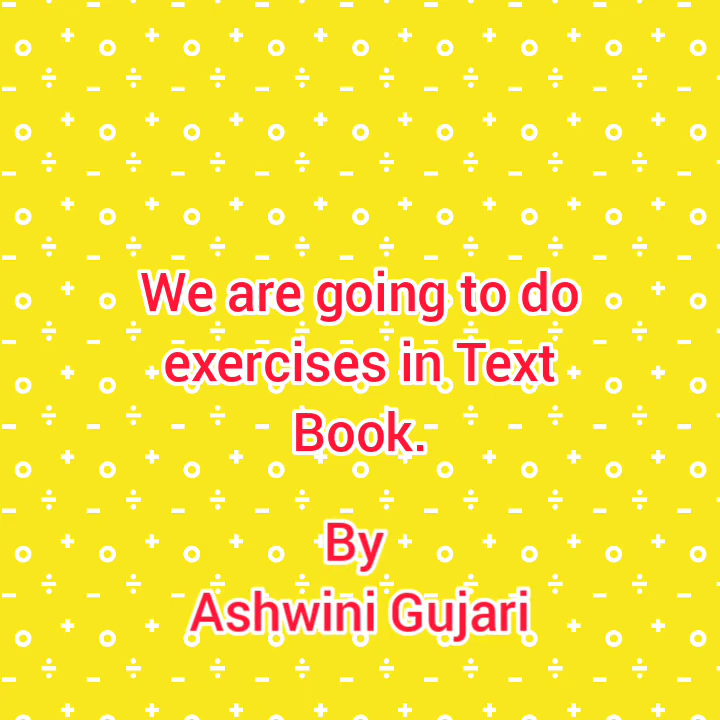 We are going to do
exercises in Text
Book.
By
Ashwini Gujari